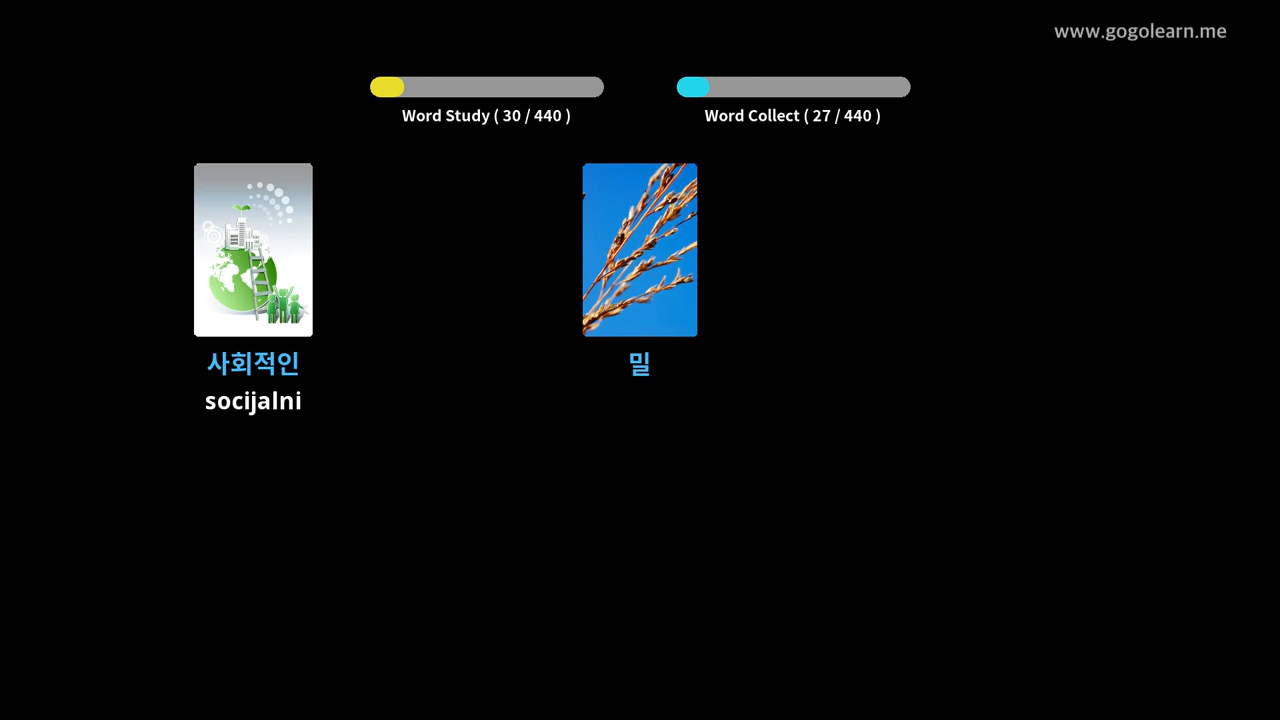 www.gogolearn.me
Word Study ( 30 / 440 )
Word Collect ( 27 / 440 )
사회적인
socijalni
밀